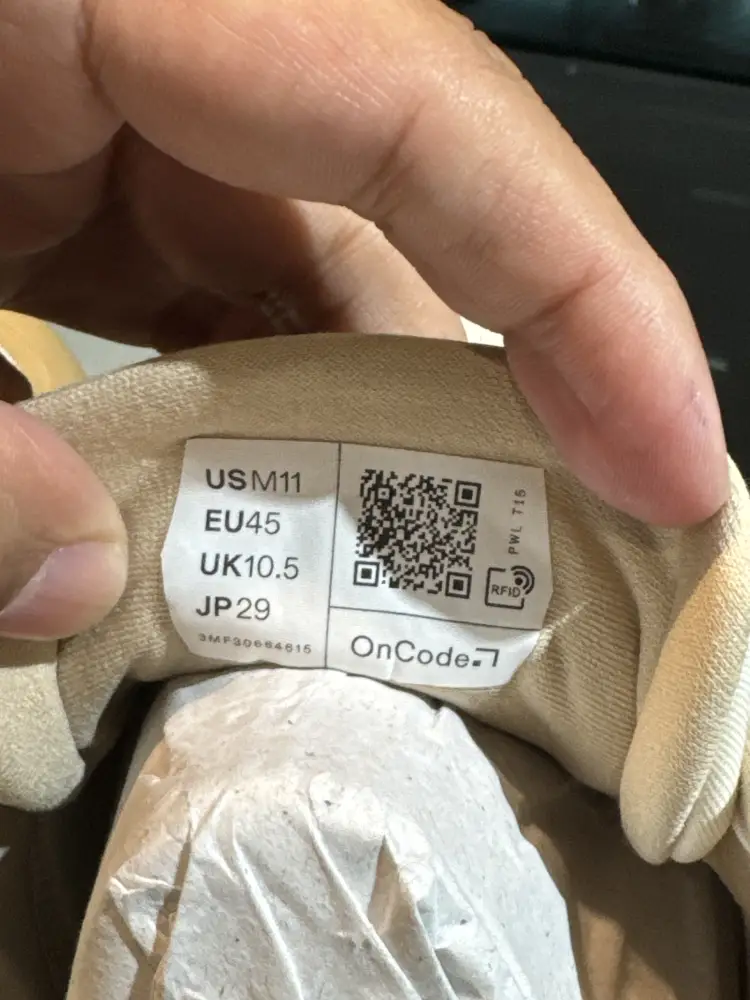 USM11
EU45
UK10.5
JP29
3MF30664615
PWL T15
RFID
OnCode